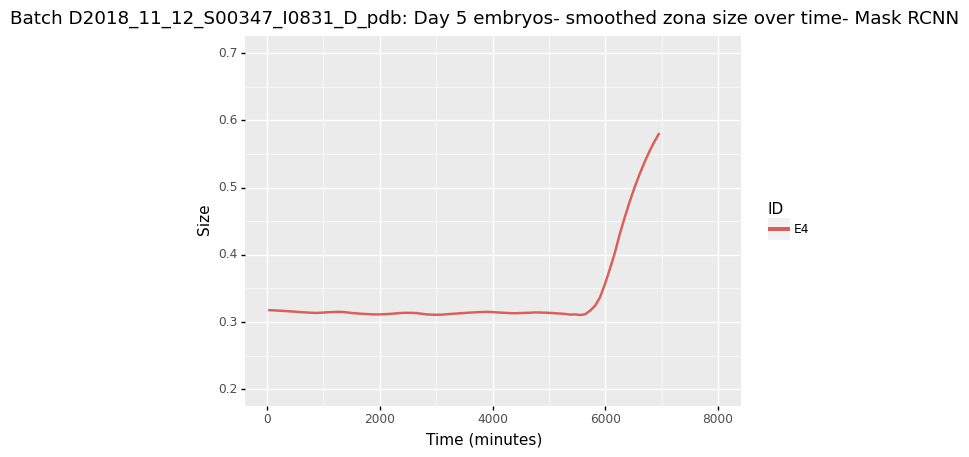 Batch D2018_11_12_S00347_I0831_D_pdb: Day 5 embryos- smoothed zona size over time- Mask RCNN
0.7
0.6
0.5
0.4
0.3
0.2
Size
0 2000 4000 6000 8000
Time (minutes)
ID
E4